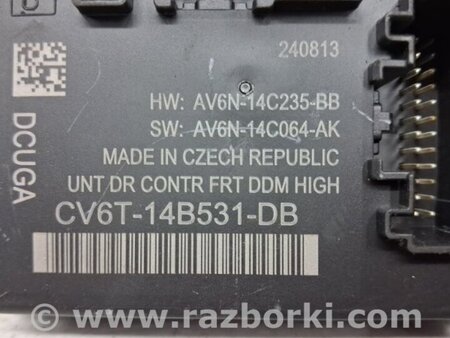 240813
HW: AV6N-14C235-BB
SW: AV6N-14C064-AK
MADE IN CZECH REPUBLIC
UNT DR CONTR FRT DDM HIGH
CV6T-14B531-DB
DCUGA
© www.razborki.com